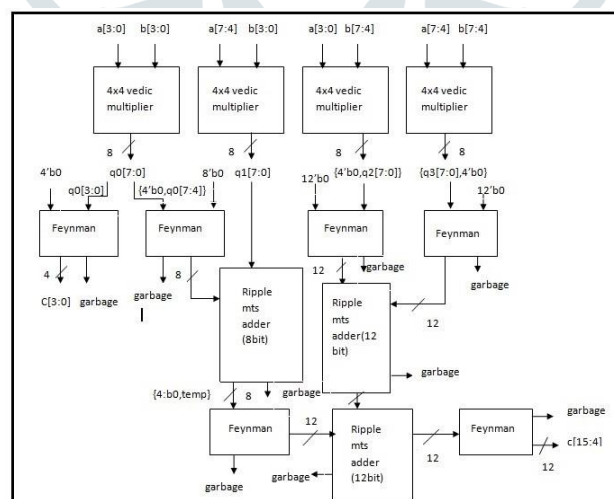 a[3:0] b[3:0] a[7:4] b[3:0] a[3:0] b[7:4] a[7:4] b[7:4]
4x4 vedic
multiplier
4x4 vedic
multiplier
4x4 vedic
multiplier
4x4 vedic
multiplier
8
8
8
8
4'b0
q0[7:0]
q0[3:0]
{4'b0,q0[7:4]}
8'b0
q1[7:0]
12'b0
{4'b0,q2[7:0]}
{q3[7:0],4'b0}
12'b0
Feynman
Feynman
Feynman
Feynman
4
C[3:0]
garbage
garbage
8
12
garbage
garbage
12
Ripple
mts
adder
(8bit)
Ripple
mts
adder(12
bit)
garbage
{4:b0,temp}
8
garbage
Feynman
12
garbage
Ripple
mts
adder
(12bit)
garbage
12
Feynman
garbage
c[15:4]
12